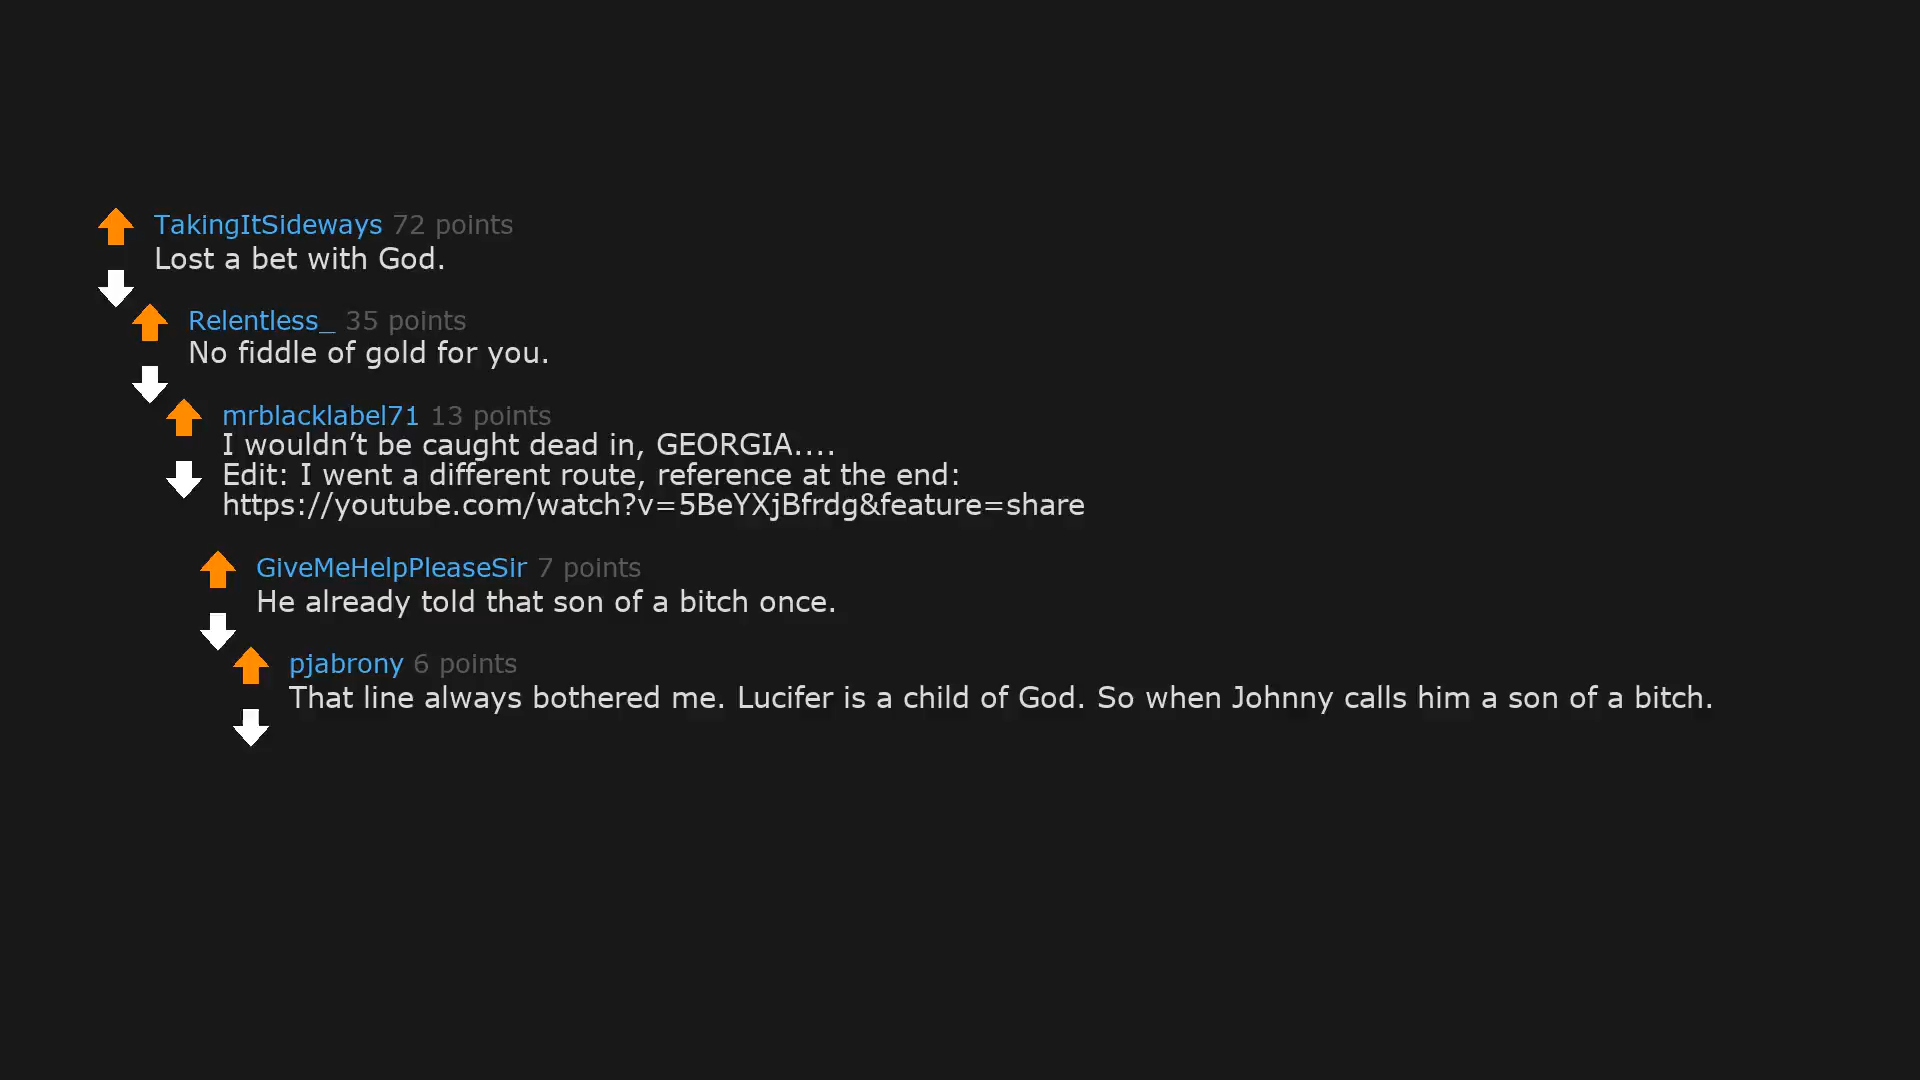 TakingItSideways 72 points
Lost a bet with God.
Relentless_ 35 points
No fiddle of gold for you.
mrblacklabel71 13 points
I wouldn’t be caught dead in, GEORGIA....
Edit: I went a different route, reference at the end:
https://youtube.com/watch?v=5BeYXjBfrdg&feature=share
GiveMeHelpPleaseSir 7 points
He already told that son of a bitch once.
pjabrony 6 points
That line always bothered me. Lucifer is a child of God. So when Johnny calls him a son of a bitch.